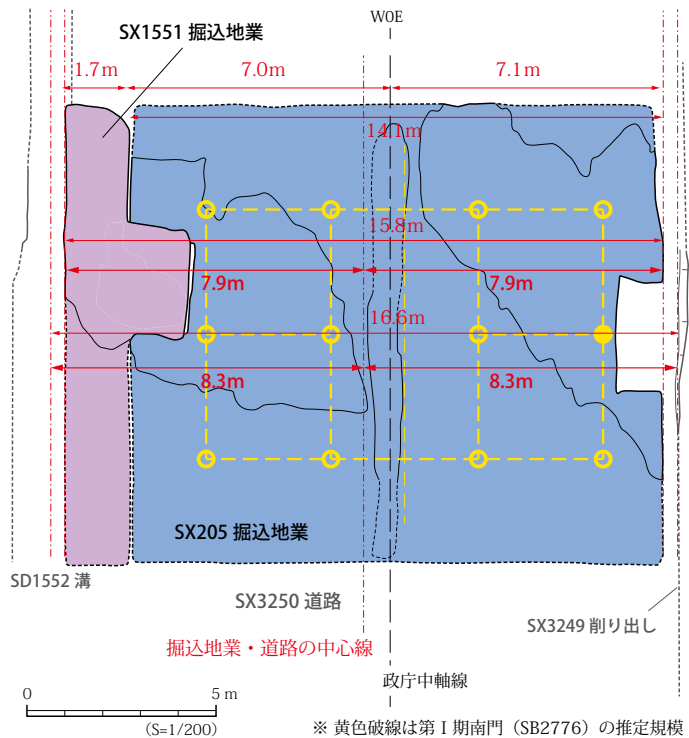 W0E
SX1551 掘込地業
1.7m
7.0m
7.1m
14.1m
15.8m
7.9m
7.9m
16.6m
8.3m
8.3m
SX205 掘込地業
SD1552 溝
SX3250 道路
SX3249 削り出し
掘込地業・道路の中心線
政庁中軸線
0
5 m
(S=1/200)
※ 黄色破線は第Ⅰ期南門（SB2776）の推定規模